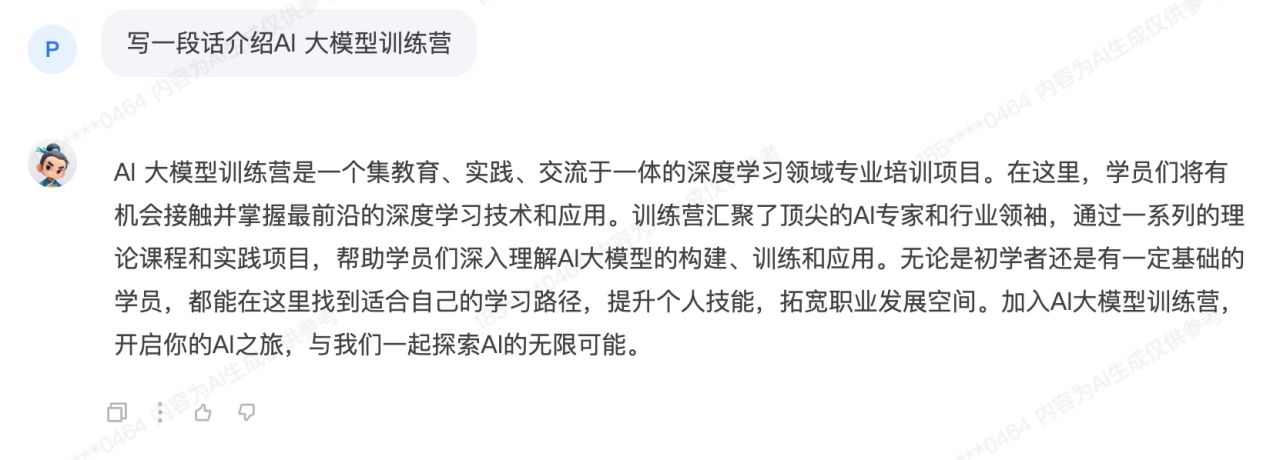 P
写一段话介绍AI 大模型训练营
AI 大模型训练营是一个集教育、实践、交流于一体的深度学习领域专业培训项目。在这里，学员们将有
机会接触并掌握最前沿的深度学习技术和应用。训练营汇聚了顶尖的AI专家和行业领袖，通过一系列的理
论课程和实践项目，帮助学员们深入理解AI大模型的构建、训练和应用。无论是初学者还是有一定基础的
学员，都能在这里找到适合自己的学习路径，提升个人技能，拓宽职业发展空间。加入AI大模型训练营，
开启你的AI之旅，与我们一起探索AI的无限可能。
185****0464 内容为AI生成仅供参考